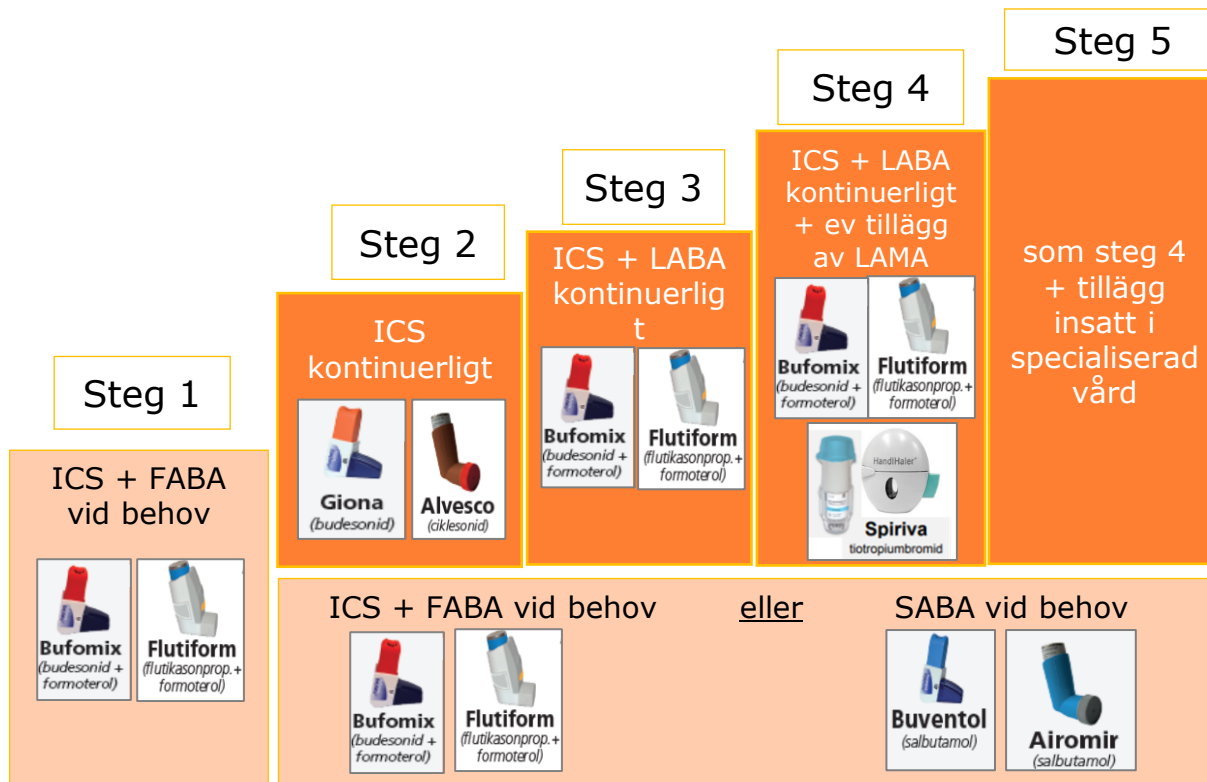 Steg 1
ICS + FABA
vid behov
Bufomix
(budesonid +
formoterol)
Flutiform
(flutikasonprop. +
formoterol)
Steg 2
ICS
kontinuerligt
Giona
(budesonid)
Alvesco
(ciklesonid)
Steg 3
ICS + LABA
kontinuerlig
t
Bufomix
(budesonid +
formoterol)
Flutiform
(flutikasonprop. +
formoterol)
Steg 4
ICS + LABA
kontinuerligt
+ ev tillägg
av LAMA
Bufomix
(budesonid +
formoterol)
Flutiform
(flutikasonprop. +
formoterol)
HandiHaler®
Spiriva
tiotropiumbromid
Steg 5
som steg 4
+ tillägg
insatt i
specialiserad
vård
ICS + FABA vid behov eller SABA vid behov
Bufomix
(budesonid +
formoterol)
Flutiform
(flutikasonprop. +
formoterol)
Buventol
(salbutamol)
Airomir
(salbutamol)